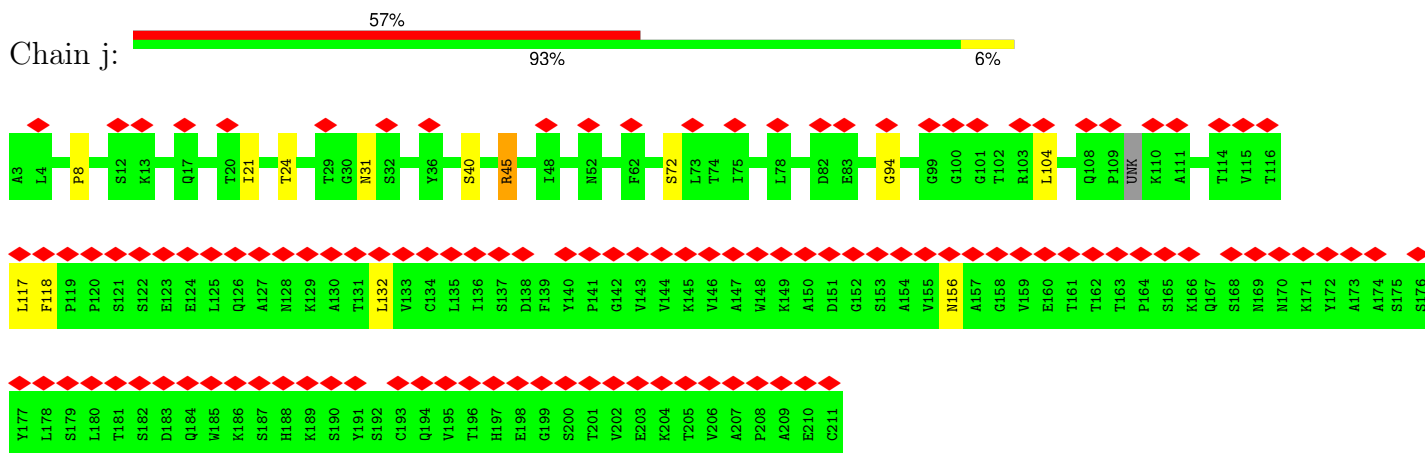 57%
Chain j:
93% 6%
A3 L4 P8 S12 K13 Q17 T20 I21 T24 T29 G30 N31 S32 Y36 S40 R45 I48 N52 F62 S72 L73 T74 I75 L78 D82 E83 G94 G99 G100 G101 T102 R103 L104 Q108 P109 UNK K110 A111 T114 V115 T116
L117 F118 P119 P120 S121 S122 E123 E124 L125 Q126 A127 N128 K129 A130 T131 L132 V133 C134 L135 I136 S137 D138 F139 Y140 P141 G142 V143 V144 K145 V146 A147 W148 K149 A150 D151 G152 S153 A154 V155 N156 A157 G158 V159 E160 T161 T162 T163 P164 S165 K166 Q167 S168 N169 N170 K171 Y172 A173 A174 S175 S176
Y177 L178 S179 L180 T181 S182 D183 Q184 W185 K186 S187 H188 K189 S190 Y191 S192 C193 Q194 V195 T196 H197 E198 G199 S200 T201 V202 E203 K204 T205 V206 A207 P208 A209 E210 C211